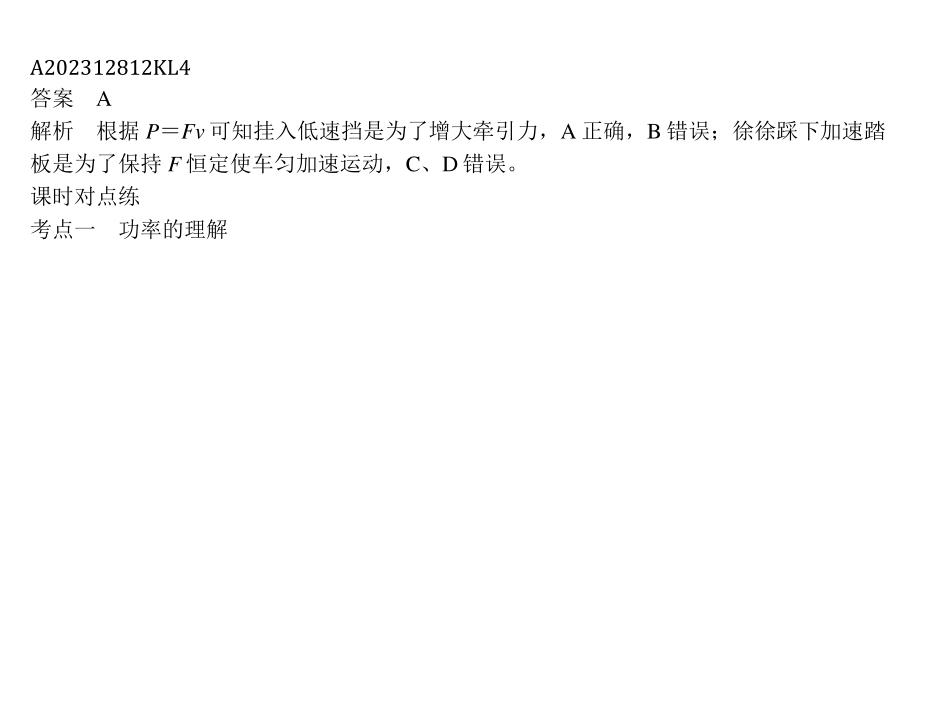 A202312812KL4
答案　A
解析　根据 P＝Fv 可知挂入低速挡是为了增大牵引力，A 正确，B 错误；徐徐踩下加速踏
板是为了保持 F 恒定使车匀加速运动，C、D 错误。
课时对点练
考点一　功率的理解